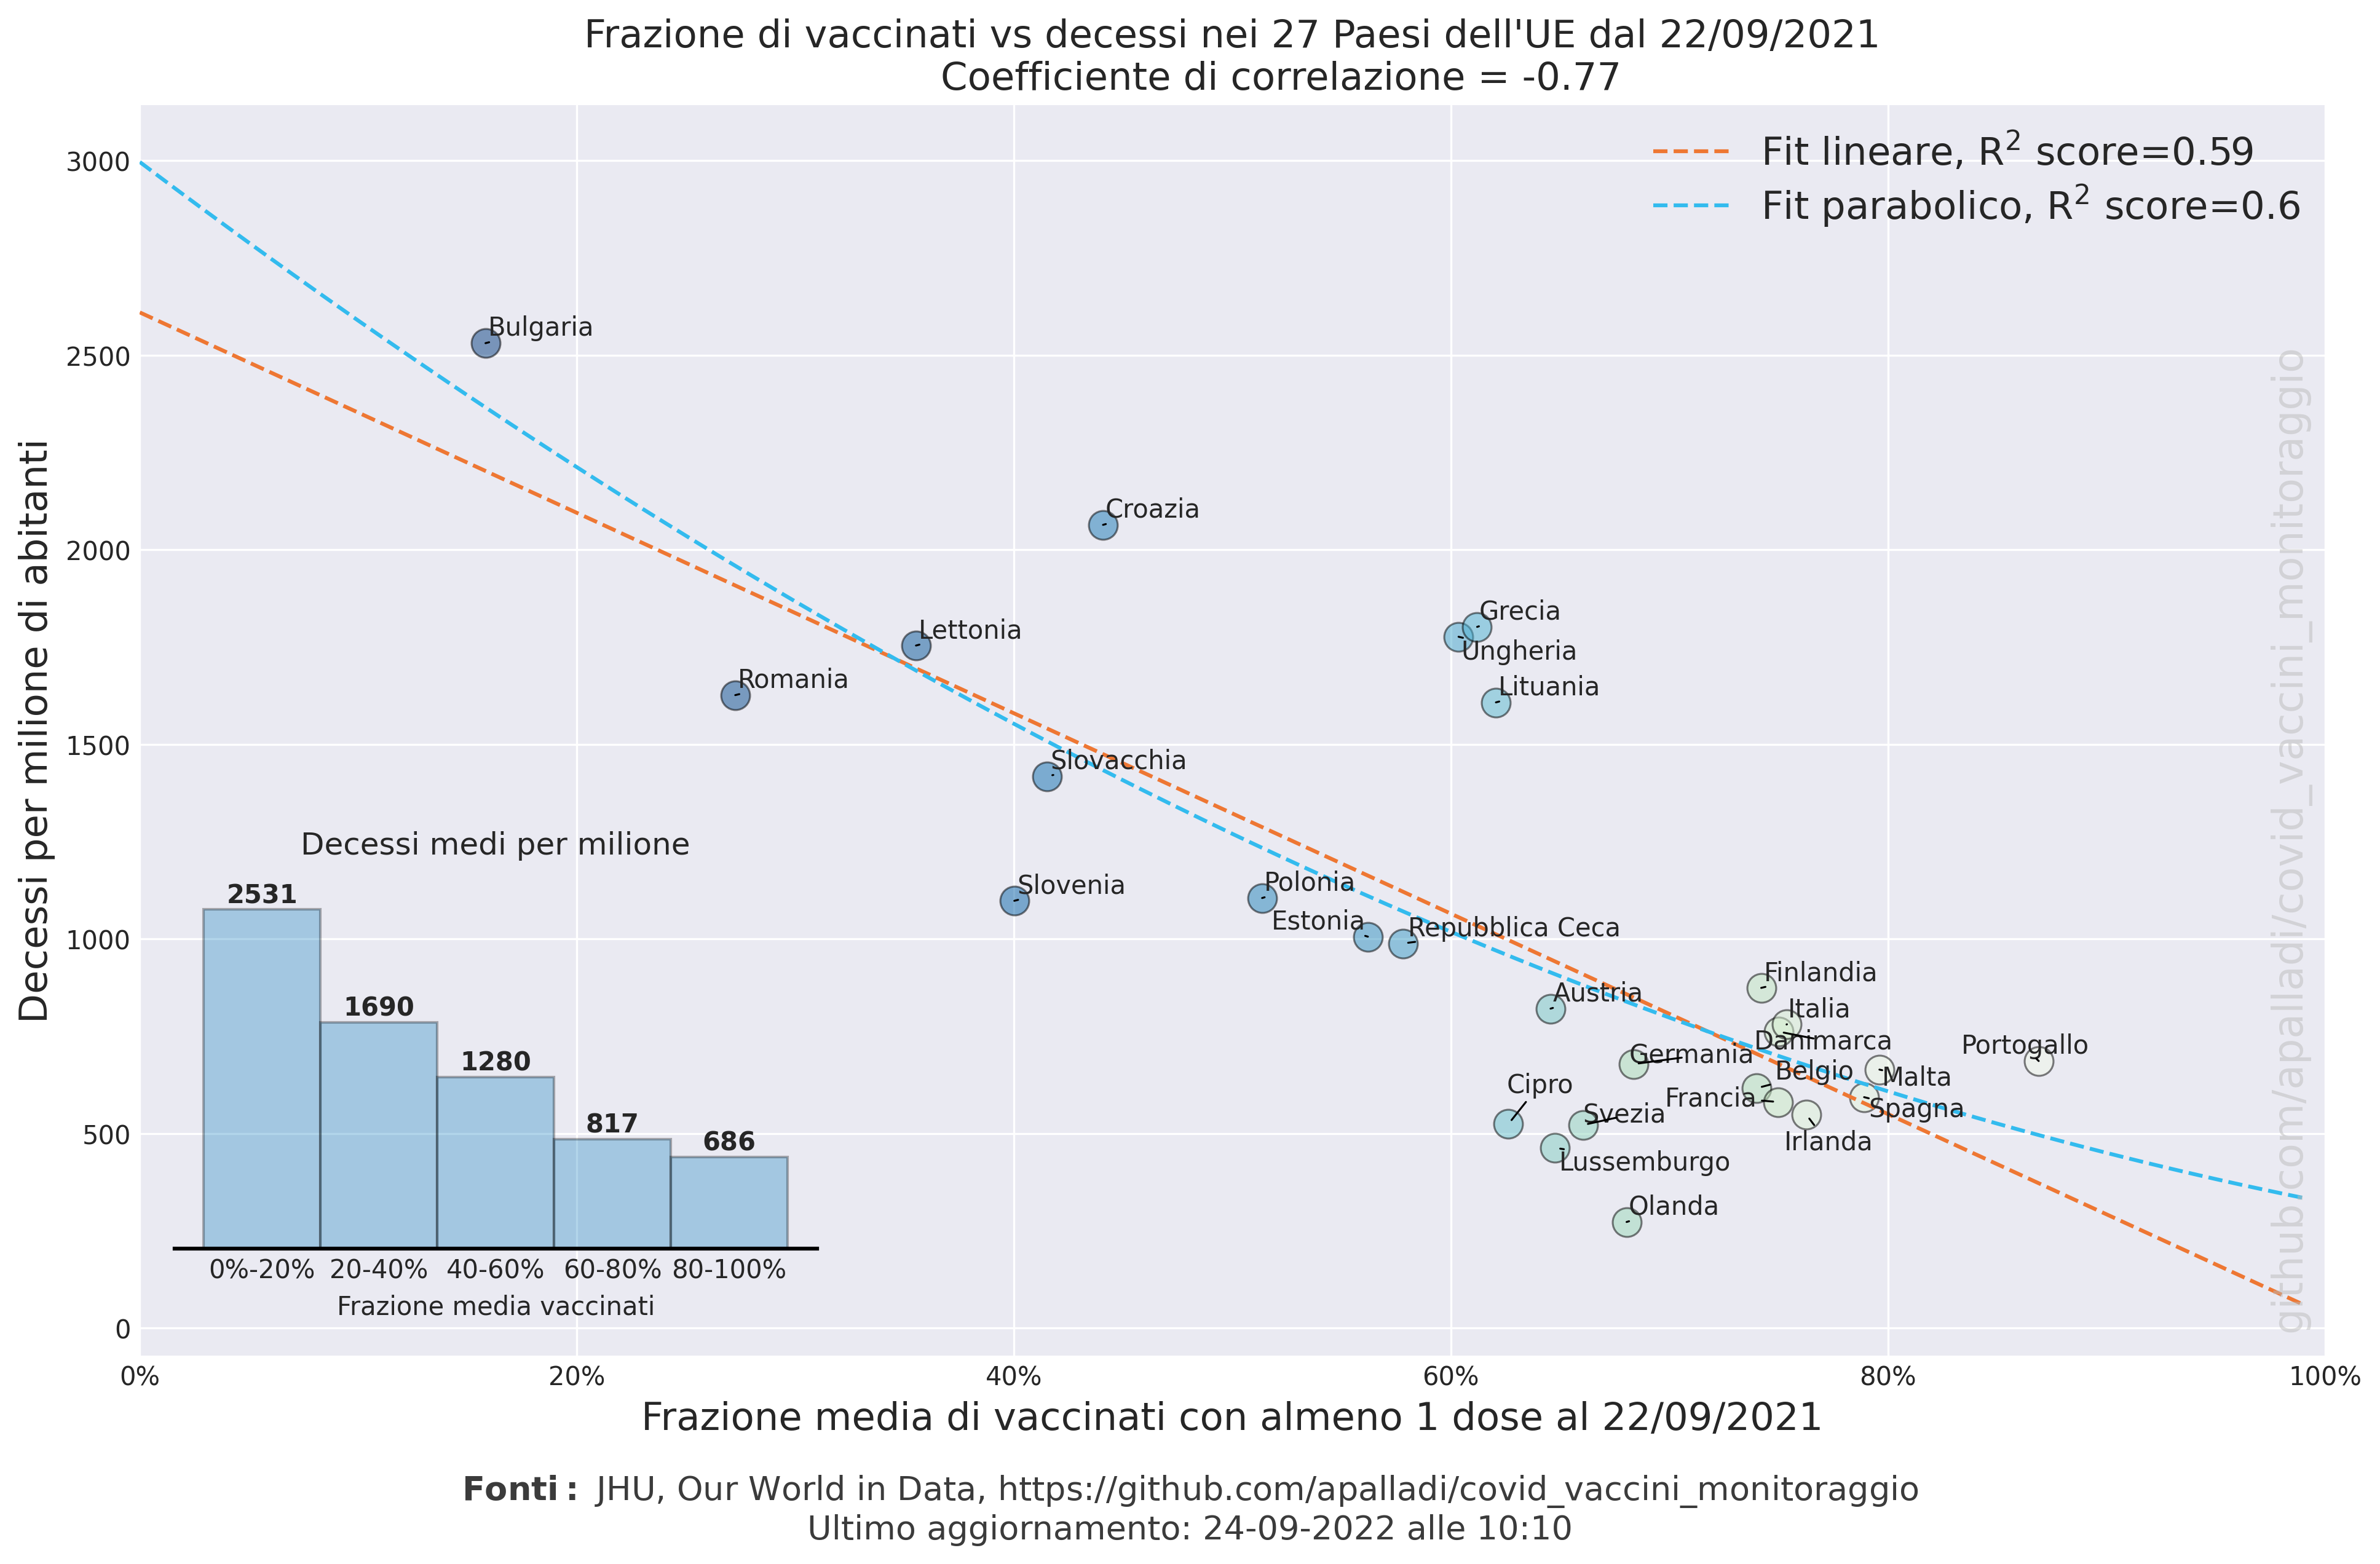 Frazione di vaccinati vs decessi nei 27 Paesi dell'UE dal 22/09/2021
Coefficiente di correlazione = -0.77
Fit lineare, R² score=0.59
Fit parabolico, R² score=0.6
Decessi per milione di abitanti
3000
2500
2000
1500
1000
500
0
Bulgaria
Croazia
Grecia
Lettonia
Ungheria
Romania
Lituania
Slovacchia
Slovenia
Polonia
Estonia
Repubblica Ceca
Finlandia
Austria
Italia
Danimarca
Portogallo
Germania
Belgio
Malta
Cipro
Francia
Spagna
Svezia
Irlanda
Lussemburgo
Olanda
Decessi medi per milione
2531
1690
1280
817
686
0%-20% 20-40% 40-60% 60-80% 80-100%
Frazione media vaccinati
github.com/apalladi/covid_vaccini_monitoraggio
0% 20% 40% 60% 80% 100%
Frazione media di vaccinati con almeno 1 dose al 22/09/2021
Fonti: JHU, Our World in Data, https://github.com/apalladi/covid_vaccini_monitoraggio
Ultimo aggiornamento: 24-09-2022 alle 10:10